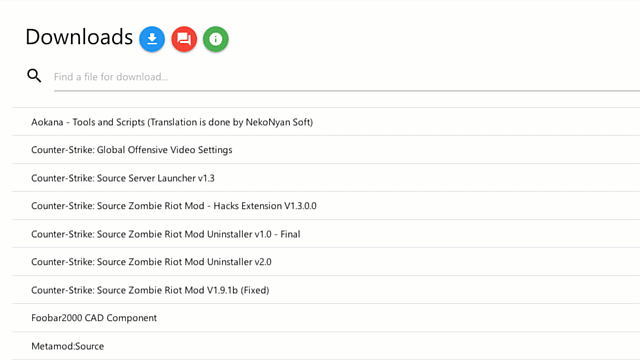 Downloads
Find a file for download...
Aokana - Tools and Scripts (Translation is done by NekoNyan Soft)
Counter-Strike: Global Offensive Video Settings
Counter-Strike: Source Server Launcher v1.3
Counter-Strike: Source Zombie Riot Mod - Hacks Extension V1.3.0.0
Counter-Strike: Source Zombie Riot Mod Uninstaller v1.0 - Final
Counter-Strike: Source Zombie Riot Mod Uninstaller v2.0
Counter-Strike: Source Zombie Riot Mod V1.9.1b (Fixed)
Foobar2000 CAD Component
Metamod:Source